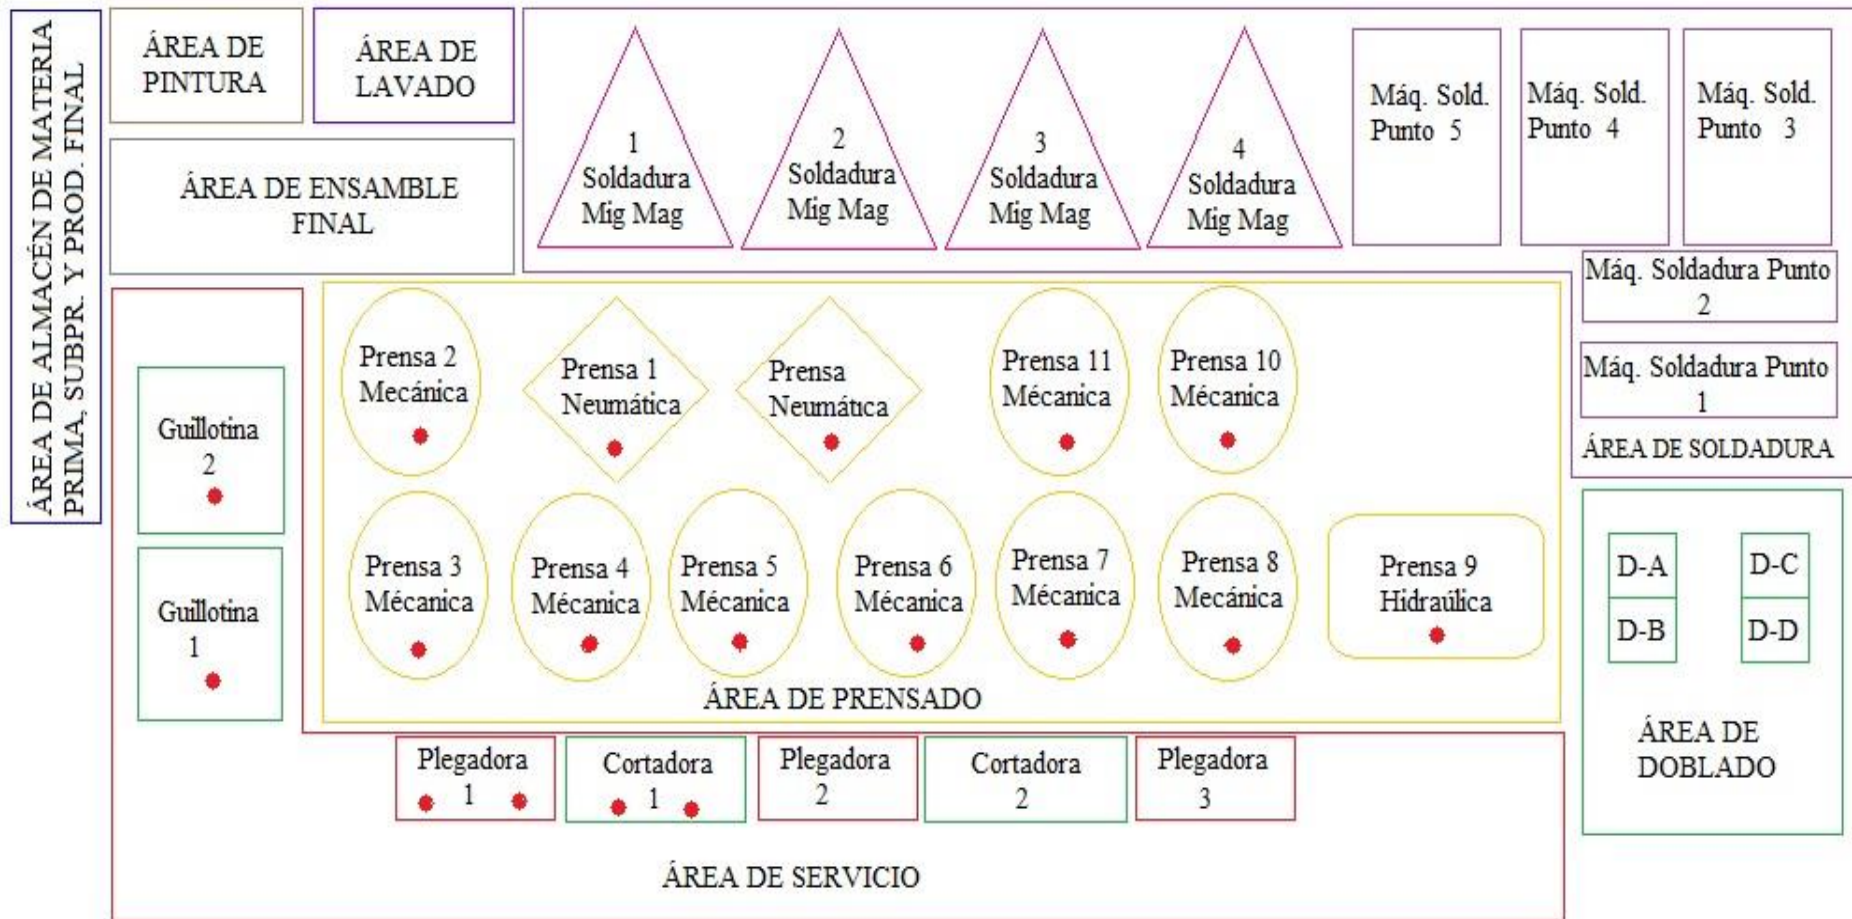 ÁREA DE ALMACÉN DE MATERIA
PRIMA, SUBPR. Y PROD. FINAL
ÁREA DE
PINTURA
ÁREA DE
LAVADO
ÁREA DE ENSAMBLE
FINAL
1
Soldadura
Mig Mag
2
Soldadura
Mig Mag
3
Soldadura
Mig Mag
4
Soldadura
Mig Mag
Máq. Sold.
Punto 5
Máq. Sold.
Punto 4
Máq. Sold.
Punto 3
Máq. Soldadura Punto
2
Máq. Soldadura Punto
1
ÁREA DE SOLDADURA
Guillotina
2
Guillotina
1
Prensa 2
Mecánica
Prensa 1
Neumática
Prensa
Neumática
Prensa 11
Mécanica
Prensa 10
Mécanica
Prensa 3
Mécanica
Prensa 4
Mécanica
Prensa 5
Mécanica
Prensa 6
Mécanica
Prensa 7
Mécanica
Prensa 8
Mecánica
Prensa 9
Hidraúlica
ÁREA DE PRENSADO
D-A
D-C
D-B
D-D
ÁREA DE
DOBLADO
Plegadora
1
Cortadora
1
Plegadora
2
Cortadora
2
Plegadora
3
ÁREA DE SERVICIO